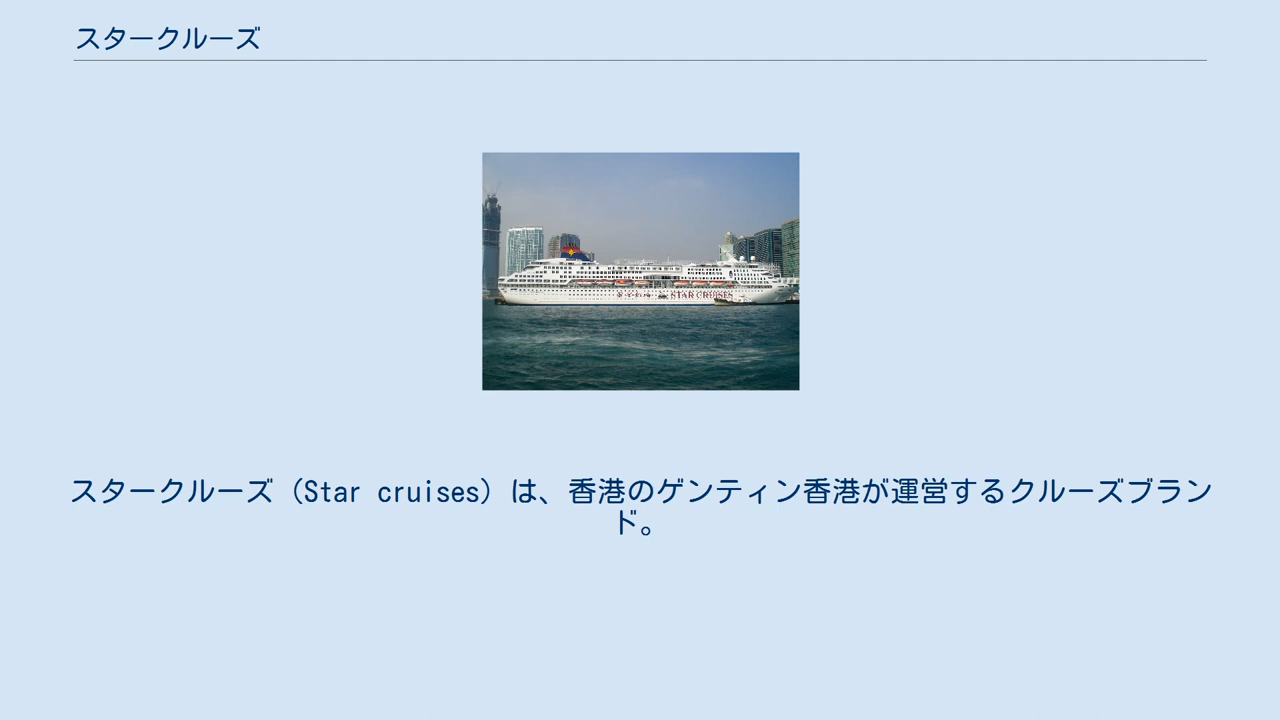 スタークルーズ
STAR CRUISES
スタークルーズ（Star cruises）は、香港のゲンティン香港が運営するクルーズブラン
ド。